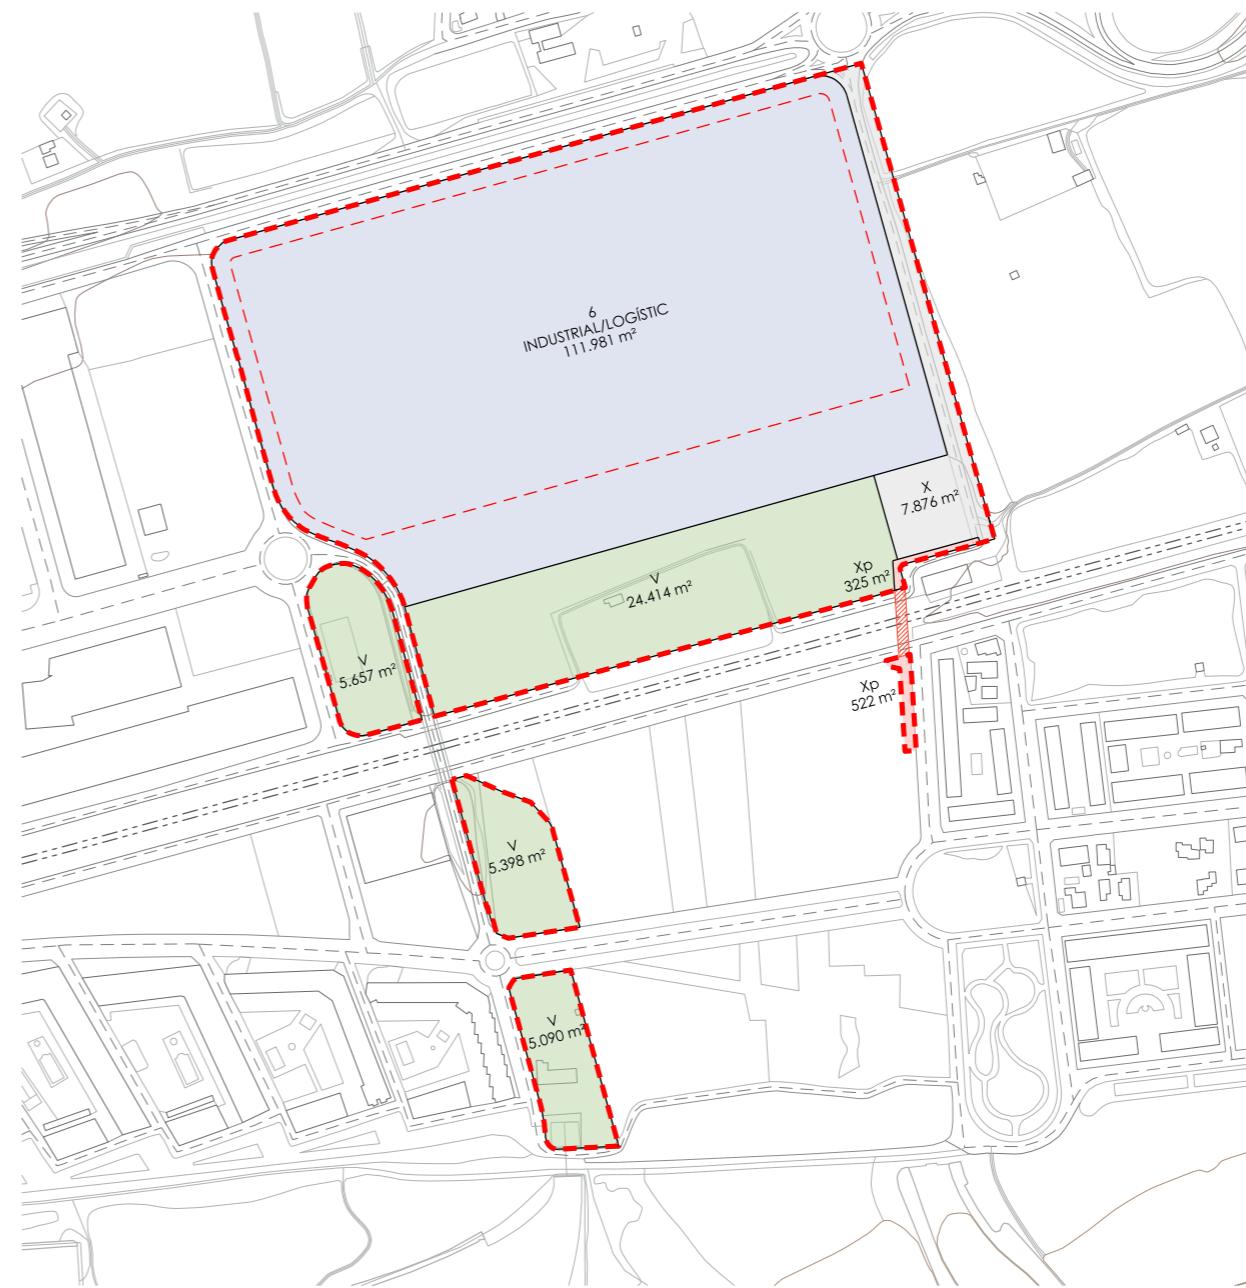 6
INDUSTRIAL/LOGÍSTIC
111.981 m²
X
7.876 m²
Xp
325 m²
V
24.414 m²
V
5.657 m²
Xp
522 m²
V
5.398 m²
V
5.090 m²